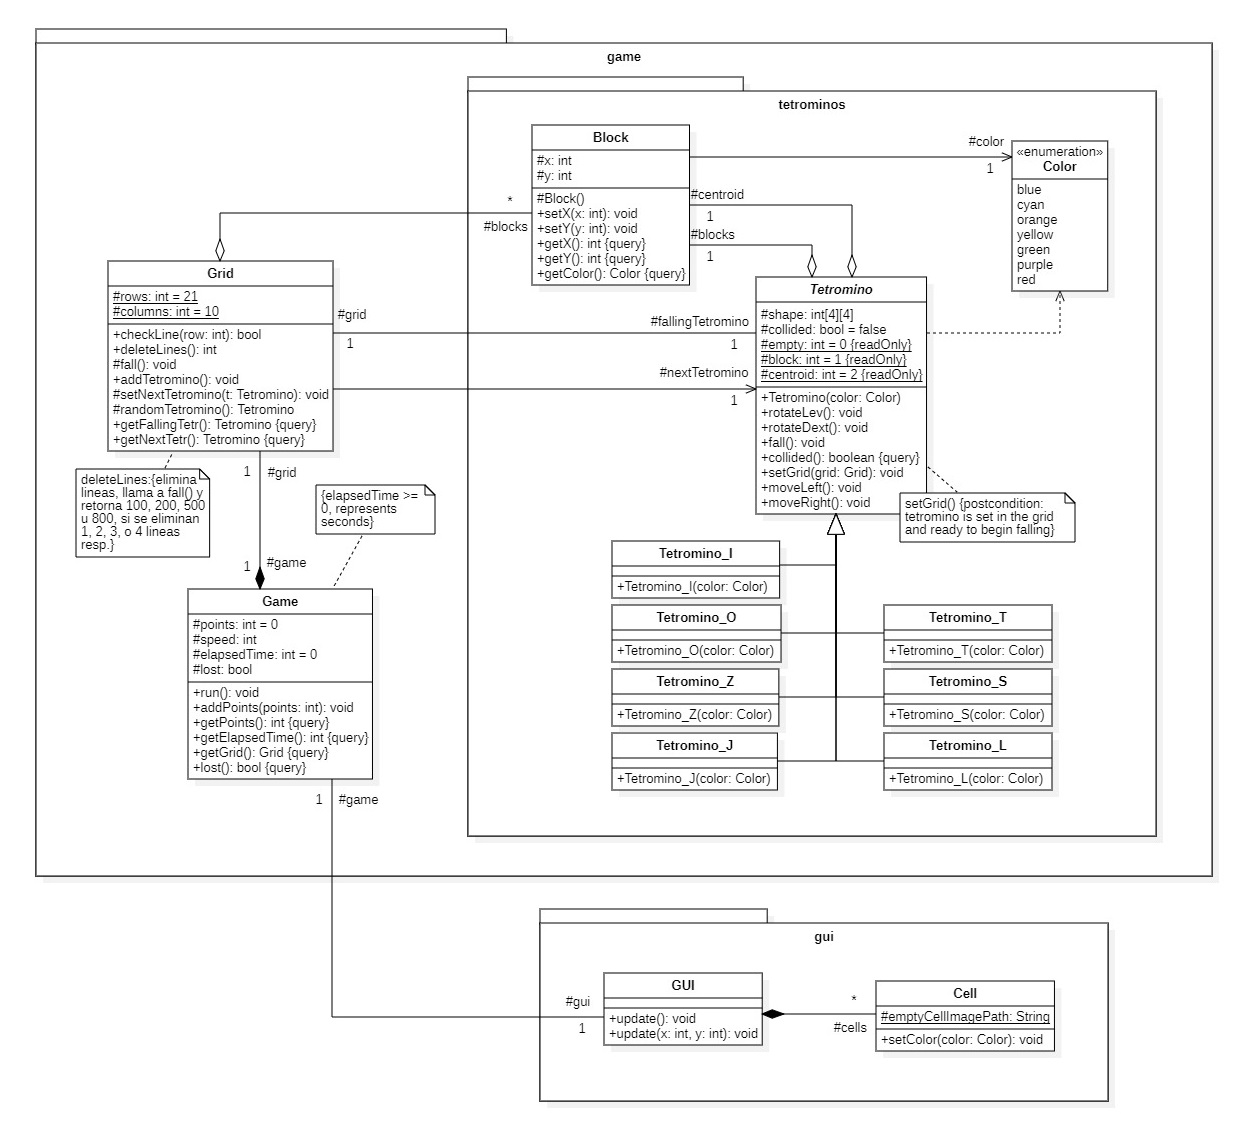 game
tetrominos
Block
#x: int
#y: int
#Block()
+setX(x: int): void
+setY(y: int): void
+getX(): int {query}
+getY(): int {query}
+getColor(): Color {query}
#color
1
«enumeration»
Color
blue
cyan
orange
yellow
green
purple
red
#centroid
1
#blocks
1
*
#blocks
Grid
#rows: int = 21
#columns: int = 10
+checkLine(row: int): bool
+deleteLines(): int
#fall(): void
+addTetromino(): void
#setNextTetromino(t: Tetromino): void
#randomTetromino(): Tetromino
+getFallingTetr(): Tetromino {query}
+getNextTetr(): Tetromino {query}
#grid
1
#fallingTetromino
1
#nextTetromino
1
Tetromino
#shape: int[4][4]
#collided: bool = false
#empty: int = 0 {readOnly}
#block: int = 1 {readOnly}
#centroid: int = 2 {readOnly}
+Tetromino(color: Color)
+rotateLev(): void
+rotateDext(): void
+fall(): void
+collided(): boolean {query}
+setGrid(grid: Grid): void
+moveLeft(): void
+moveRight(): void
deleteLines:{elimina
lineas, llama a fall() y
retorna 100, 200, 500
u 800, si se eliminan
1, 2, 3, o 4 lineas
resp.}
1
#grid
{elapsedTime >=
0, represents
seconds}
setGrid() {postcondition:
tetromino is set in the grid
and ready to begin falling}
1
#game
Game
#points: int = 0
#speed: int
#elapsedTime: int = 0
#lost: bool
+run(): void
+addPoints(points: int): void
+getPoints(): int {query}
+getElapsedTime(): int {query}
+getGrid(): Grid {query}
+lost(): bool {query}
1
#game
Tetromino_I
+Tetromino_I(color: Color)
Tetromino_O
+Tetromino_O(color: Color)
Tetromino_T
+Tetromino_T(color: Color)
Tetromino_Z
+Tetromino_Z(color: Color)
Tetromino_S
+Tetromino_S(color: Color)
Tetromino_J
+Tetromino_J(color: Color)
Tetromino_L
+Tetromino_L(color: Color)
gui
#gui
1
GUI
+update(): void
+update(x: int, y: int): void
*
#cells
Cell
#emptyCellImagePath: String
+setColor(color: Color): void